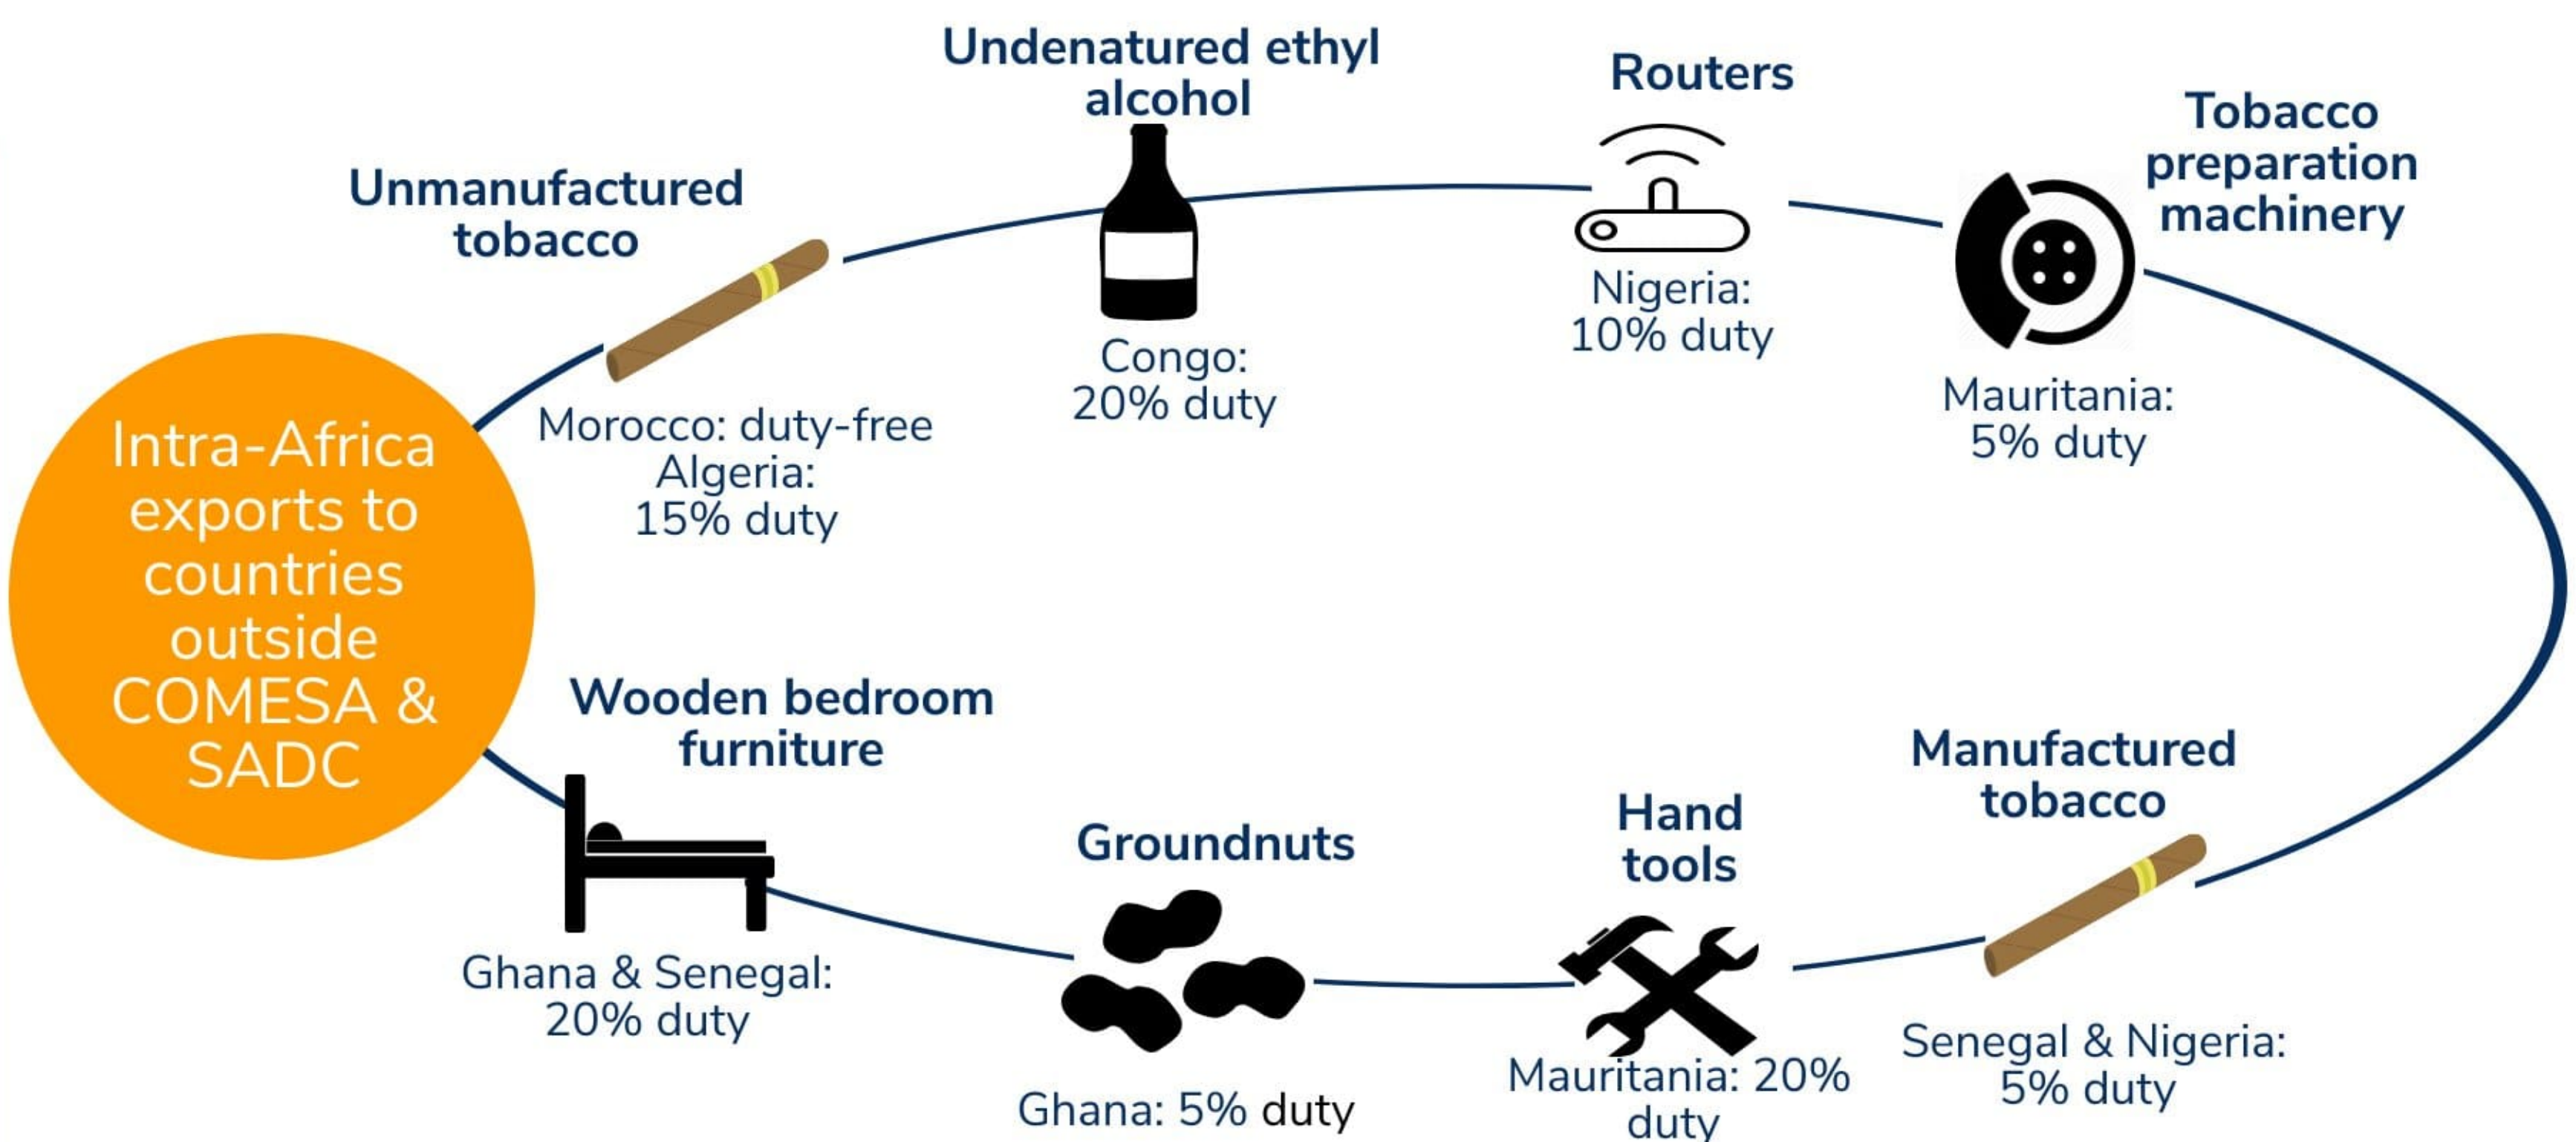 Intra-Africa
exports to
countries
outside
COMESA &
SADC
Unmanufactured
tobacco
Morocco: duty-free
Algeria:
15% duty
Undenatured ethyl
alcohol
Congo:
20% duty
Routers
Nigeria:
10% duty
Tobacco
preparation
machinery
Mauritania:
5% duty
Wooden bedroom
furniture
Ghana & Senegal:
20% duty
Groundnuts
Ghana: 5% duty
Hand
tools
Mauritania: 20%
duty
Manufactured
tobacco
Senegal & Nigeria:
5% duty